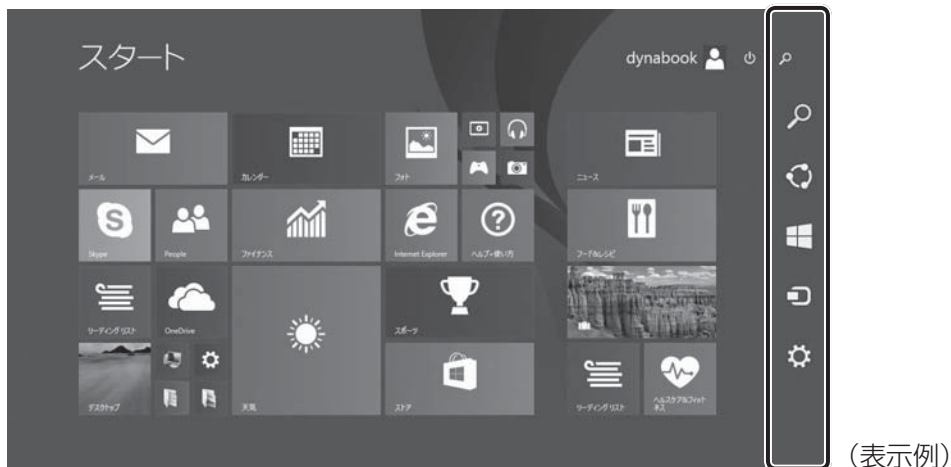 スタート
dynabook
メール
カレンダー
フォト
ニュース
Skype
People
ファイナンス
Internet Explorer
ヘルプ+使い方
フード&レシピ
リーディング リスト
OneDrive
スポーツ
デスクトップ
天気
ストア
リーディング リスト
ヘルスケア&フィット
ネス
(表示例)